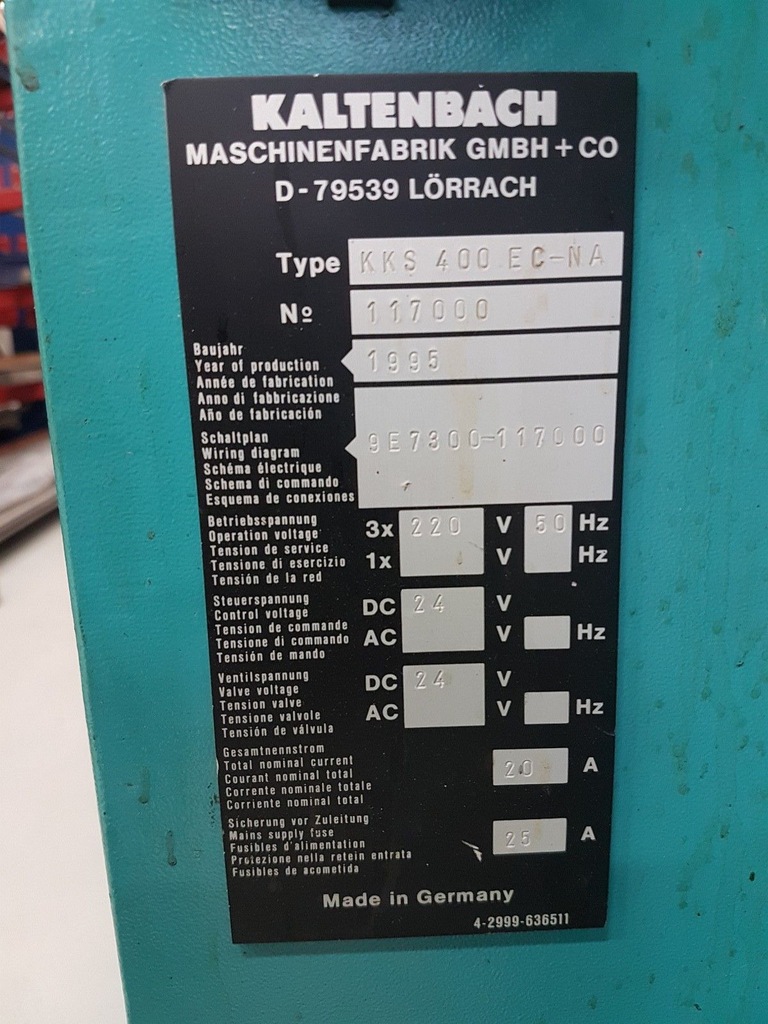 KALTENBACH
MASCHINENFABRIK GMBH + CO
D-79539 LÖRRACH
Type KKS 400 EC-NA
Nº 117000
Baujahr
Year of production 1995
Année de fabrication
Anno di fabbricazione
Año de fabricación
Schaltplan
Wiring diagram 9E7300-117000
Schéma électrique
Schema di commando
Esquema de conexiones
Betriebsspannung
Operation voltage 3x 220 V 50 Hz
Tension de service
Tensione di esercizio 1x V Hz
Tensión de la red
Steuerspannung
Control voltage DC 24 V
Tension de commande
Tensione di commando AC V Hz
Tensión de mando
Ventilspannung
Valve voltage DC 24 V
Tension valve
Tensione valvole AC V Hz
Tensión de válvula
Gesamtnennstrom
Total nominal current 20 A
Courant nominal total
Corrente nominale totale
Corriente nominal total
Sicherung vor Zuleitung
Mains supply fuse 25 A
Fusibles d'alimentation
Protezione nella retein entrata
Fusibles de acometida
Made in Germany
4-2999-636511